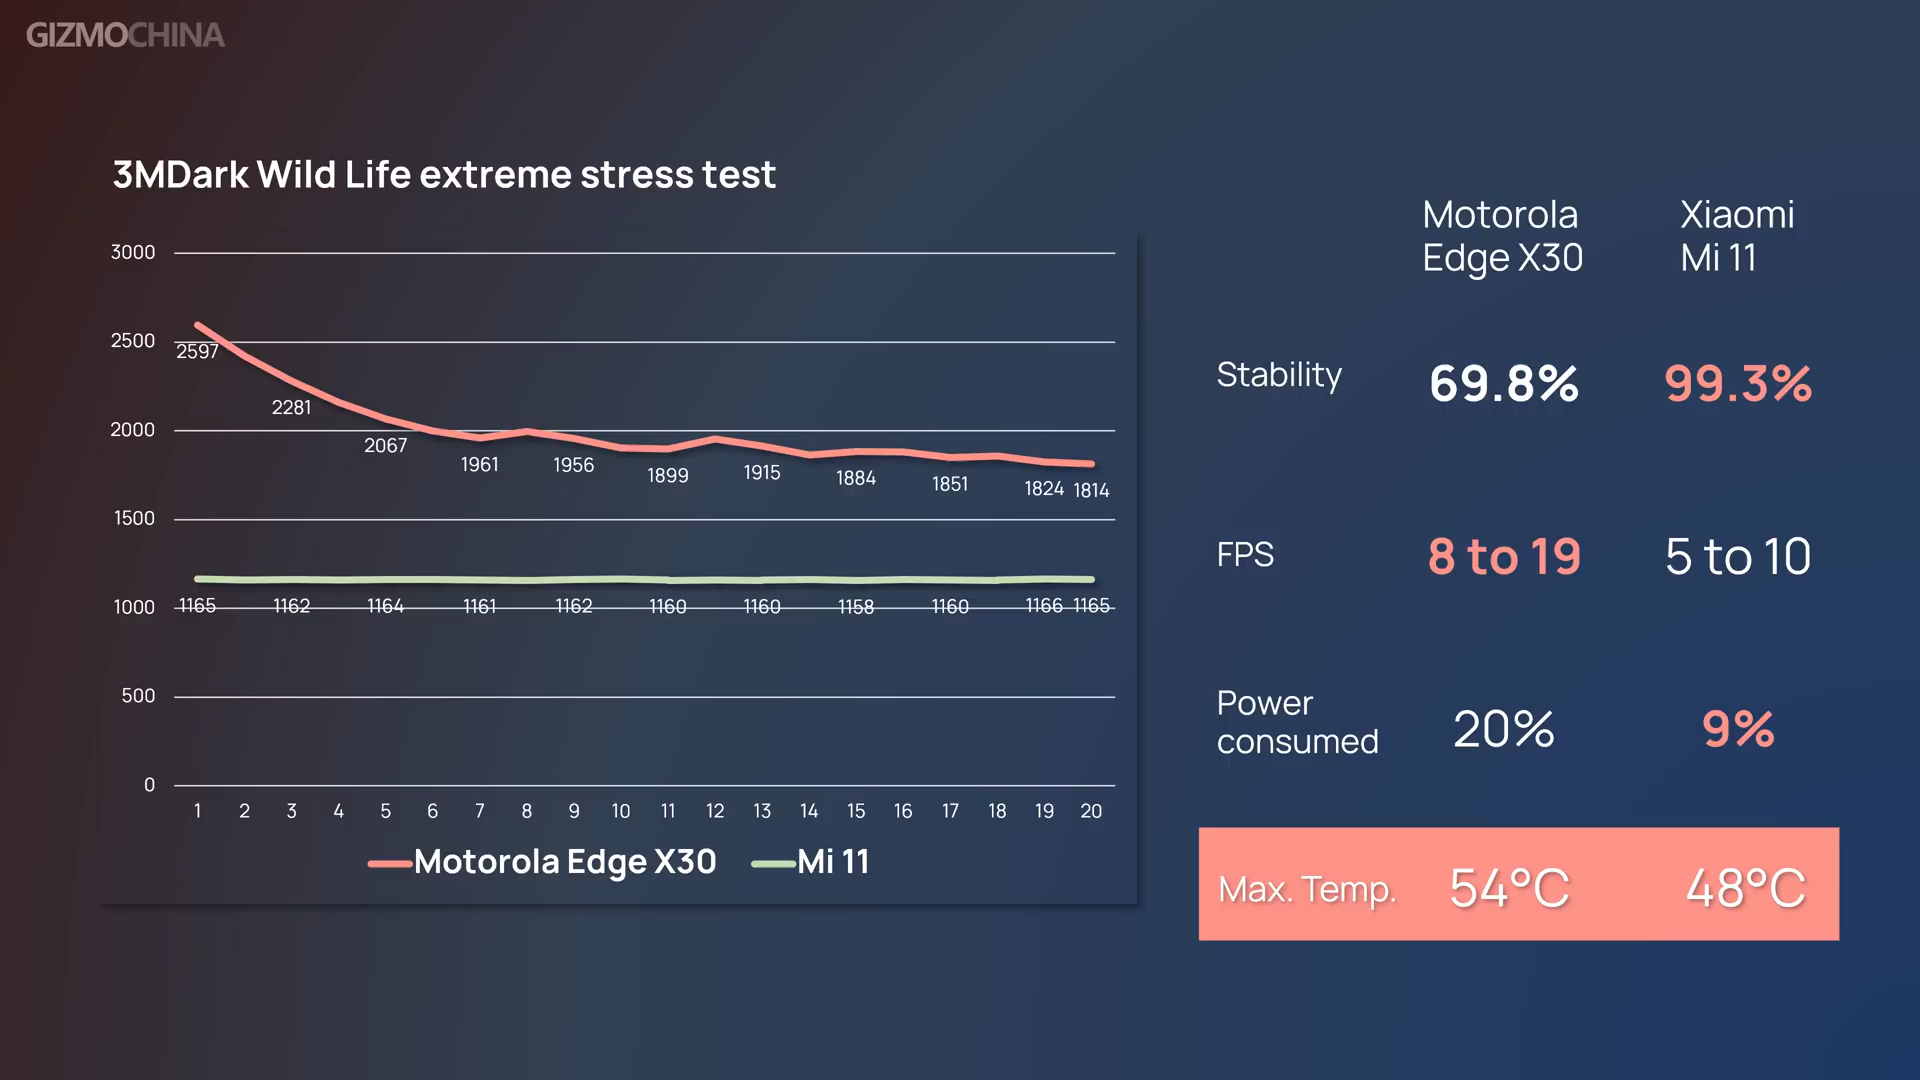 GIZMOCHINA
3MDark Wild Life extreme stress test
3000
2500
2000
1500
1000
500
0
2597
2281
2067
1961
1956
1899
1915
1884
1851
1824
1814
1165
1162
1164
1161
1162
1160
1160
1158
1160
1166
1165
1 2 3 4 5 6 7 8 9 10 11 12 13 14 15 16 17 18 19 20
Motorola Edge X30 Mi 11
Motorola
Edge X30
Xiaomi
Mi 11
Stability 69.8% 99.3%
FPS 8 to 19 5 to 10
Power
consumed
20% 9%
Max. Temp. 54°C 48°C